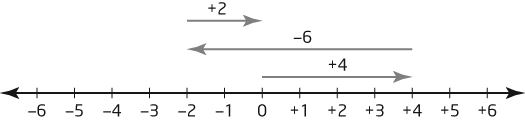 +2
–6
+4
–6 –5 –4 –3 –2 –1 0 +1 +2 +3 +4 +5 +6